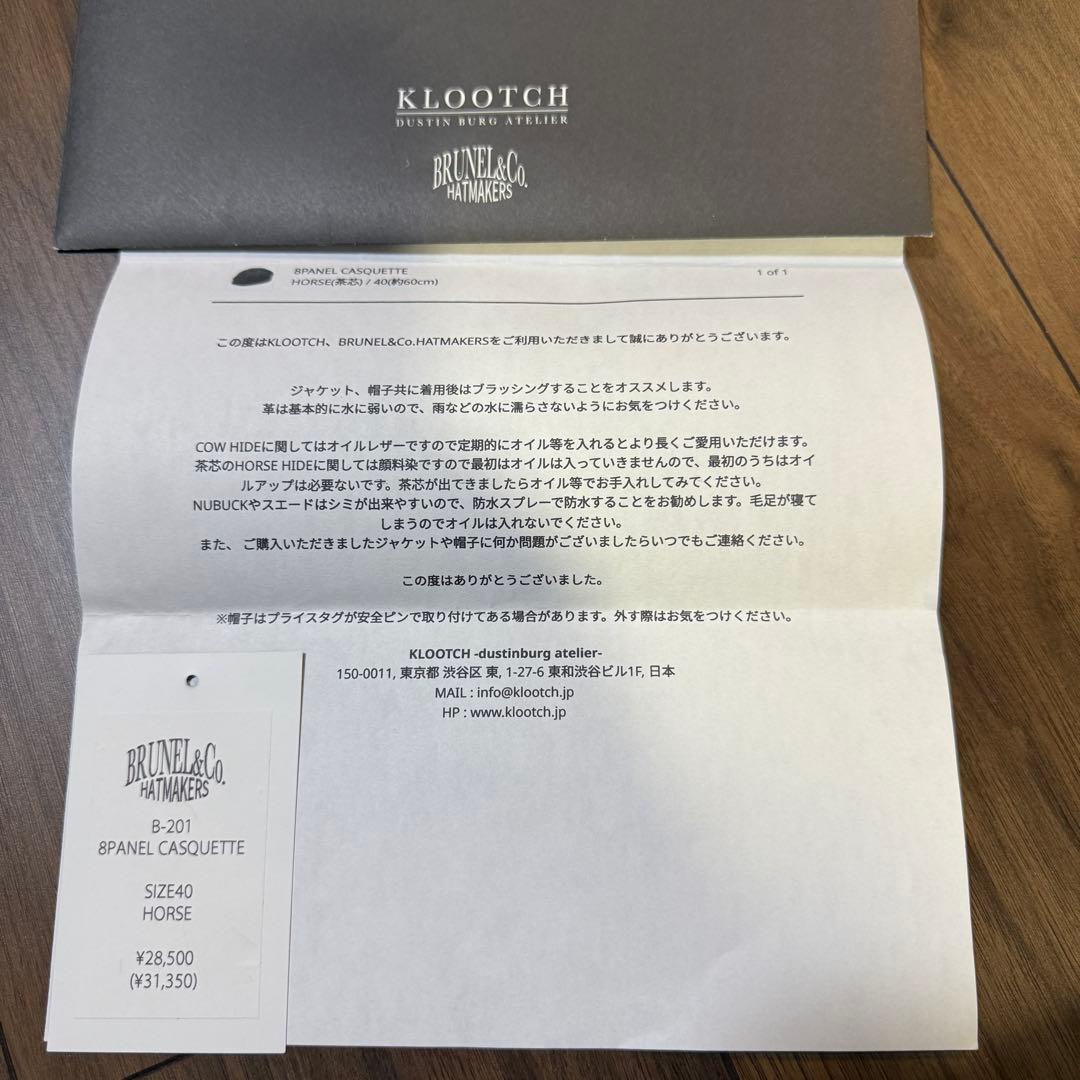 KLOOTCH
DUSTIN BURG ATELIER
BRUNEL&Co.
HATMAKERS
8PANEL CASQUETTE
HORSE(茶芯) / 40(約60cm)
1 of 1
この度はKLOOTCH、BRUNEL&Co.HATMAKERSをご利用いただきまして誠にありがとうございます。
ジャケット、帽子共に着用後はブラッシングすることをオススメします。
革は基本的に水に弱いので、雨などの水に濡らさないようにお気をつけください。
COW HIDEに関してはオイルレザーですので定期的にオイル等を入れるとより長くご愛用いただけます。
茶芯のHORSE HIDEに関しては顔料染ですので最初はオイルは入っていきませんので、最初のうちはオイ
ルアップは必要ないです。茶芯が出てきましたらオイル等でお手入れしてみてください。
NUBUCKやスエードはシミが出来やすいので、防水スプレーで防水することをお勧めします。毛足が寝て
しまうのでオイルは入れないでください。
また、 ご購入いただきましたジャケットや帽子に何か問題がございましたらいつでもご連絡ください。
この度はありがとうございました。
※帽子はプライスタグが安全ピンで取り付けてある場合があります。外す際はお気をつけください。
KLOOTCH -dustinburg atelier-
150-0011, 東京都 渋谷区 東, 1-27-6 東和渋谷ビル1F, 日本
MAIL : info@klootch.jp
HP : www.klootch.jp
BRUNEL&Co.
HATMAKERS
B-201
8PANEL CASQUETTE
SIZE40
HORSE
¥28,500
(¥31,350)